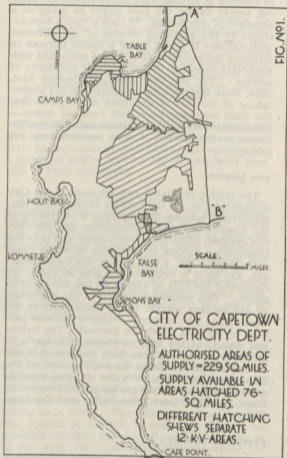 FIG. Nº1.
"A"
TABLE
BAY
CAMPS BAY
HOUT BAY
"B"
KOMMETJE
FALSE
BAY
SCALE.
MILES.
SIMONS BAY
CITY OF CAPETOWN
ELECTRICITY DEPT.
AUTHORISED AREAS OF
SUPPLY = 229 SQ. MILES.
SUPPLY AVAILABLE IN
AREAS HATCHED 76-
SQ. MILES.
DIFFERENT HATCHING
SHEWS SEPARATE
12·K·V·AREAS.
CAPE POINT.